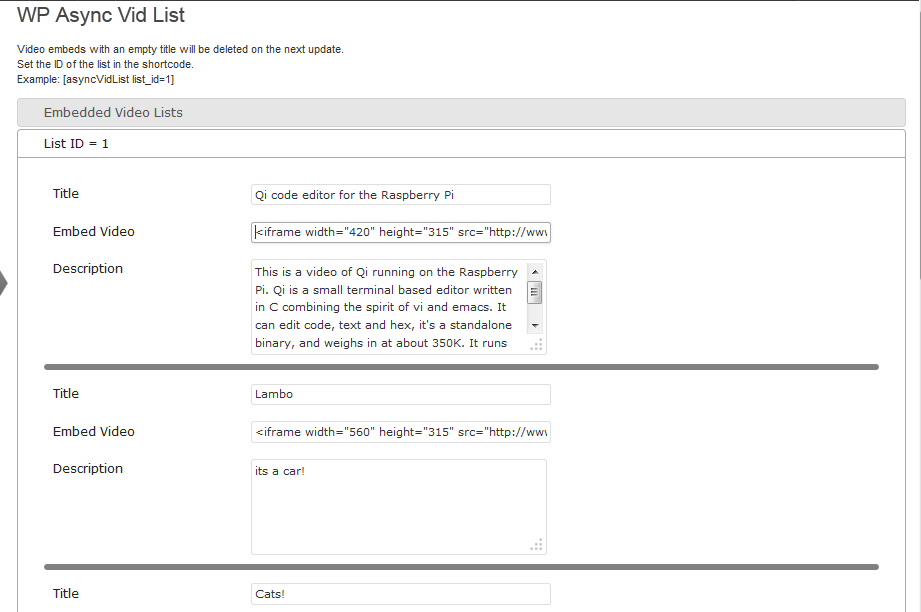 WP Async Vid List
Video embeds with an empty title will be deleted on the next update.
Set the ID of the list in the shortcode.
Example: [asyncVidList list_id=1]
Embedded Video Lists
List ID = 1
Title
Qi code editor for the Raspberry Pi
Embed Video
<iframe width="420" height="315" src="http://www
Description
This is a video of Qi running on the Raspberry
Pi. Qi is a small terminal based editor written
in C combining the spirit of vi and emacs. It
can edit code, text and hex, it's a standalone
binary, and weighs in at about 350K. It runs
Title
Lambo
Embed Video
<iframe width="560" height="315" src="http://www
Description
its a car!
Title
Cats!